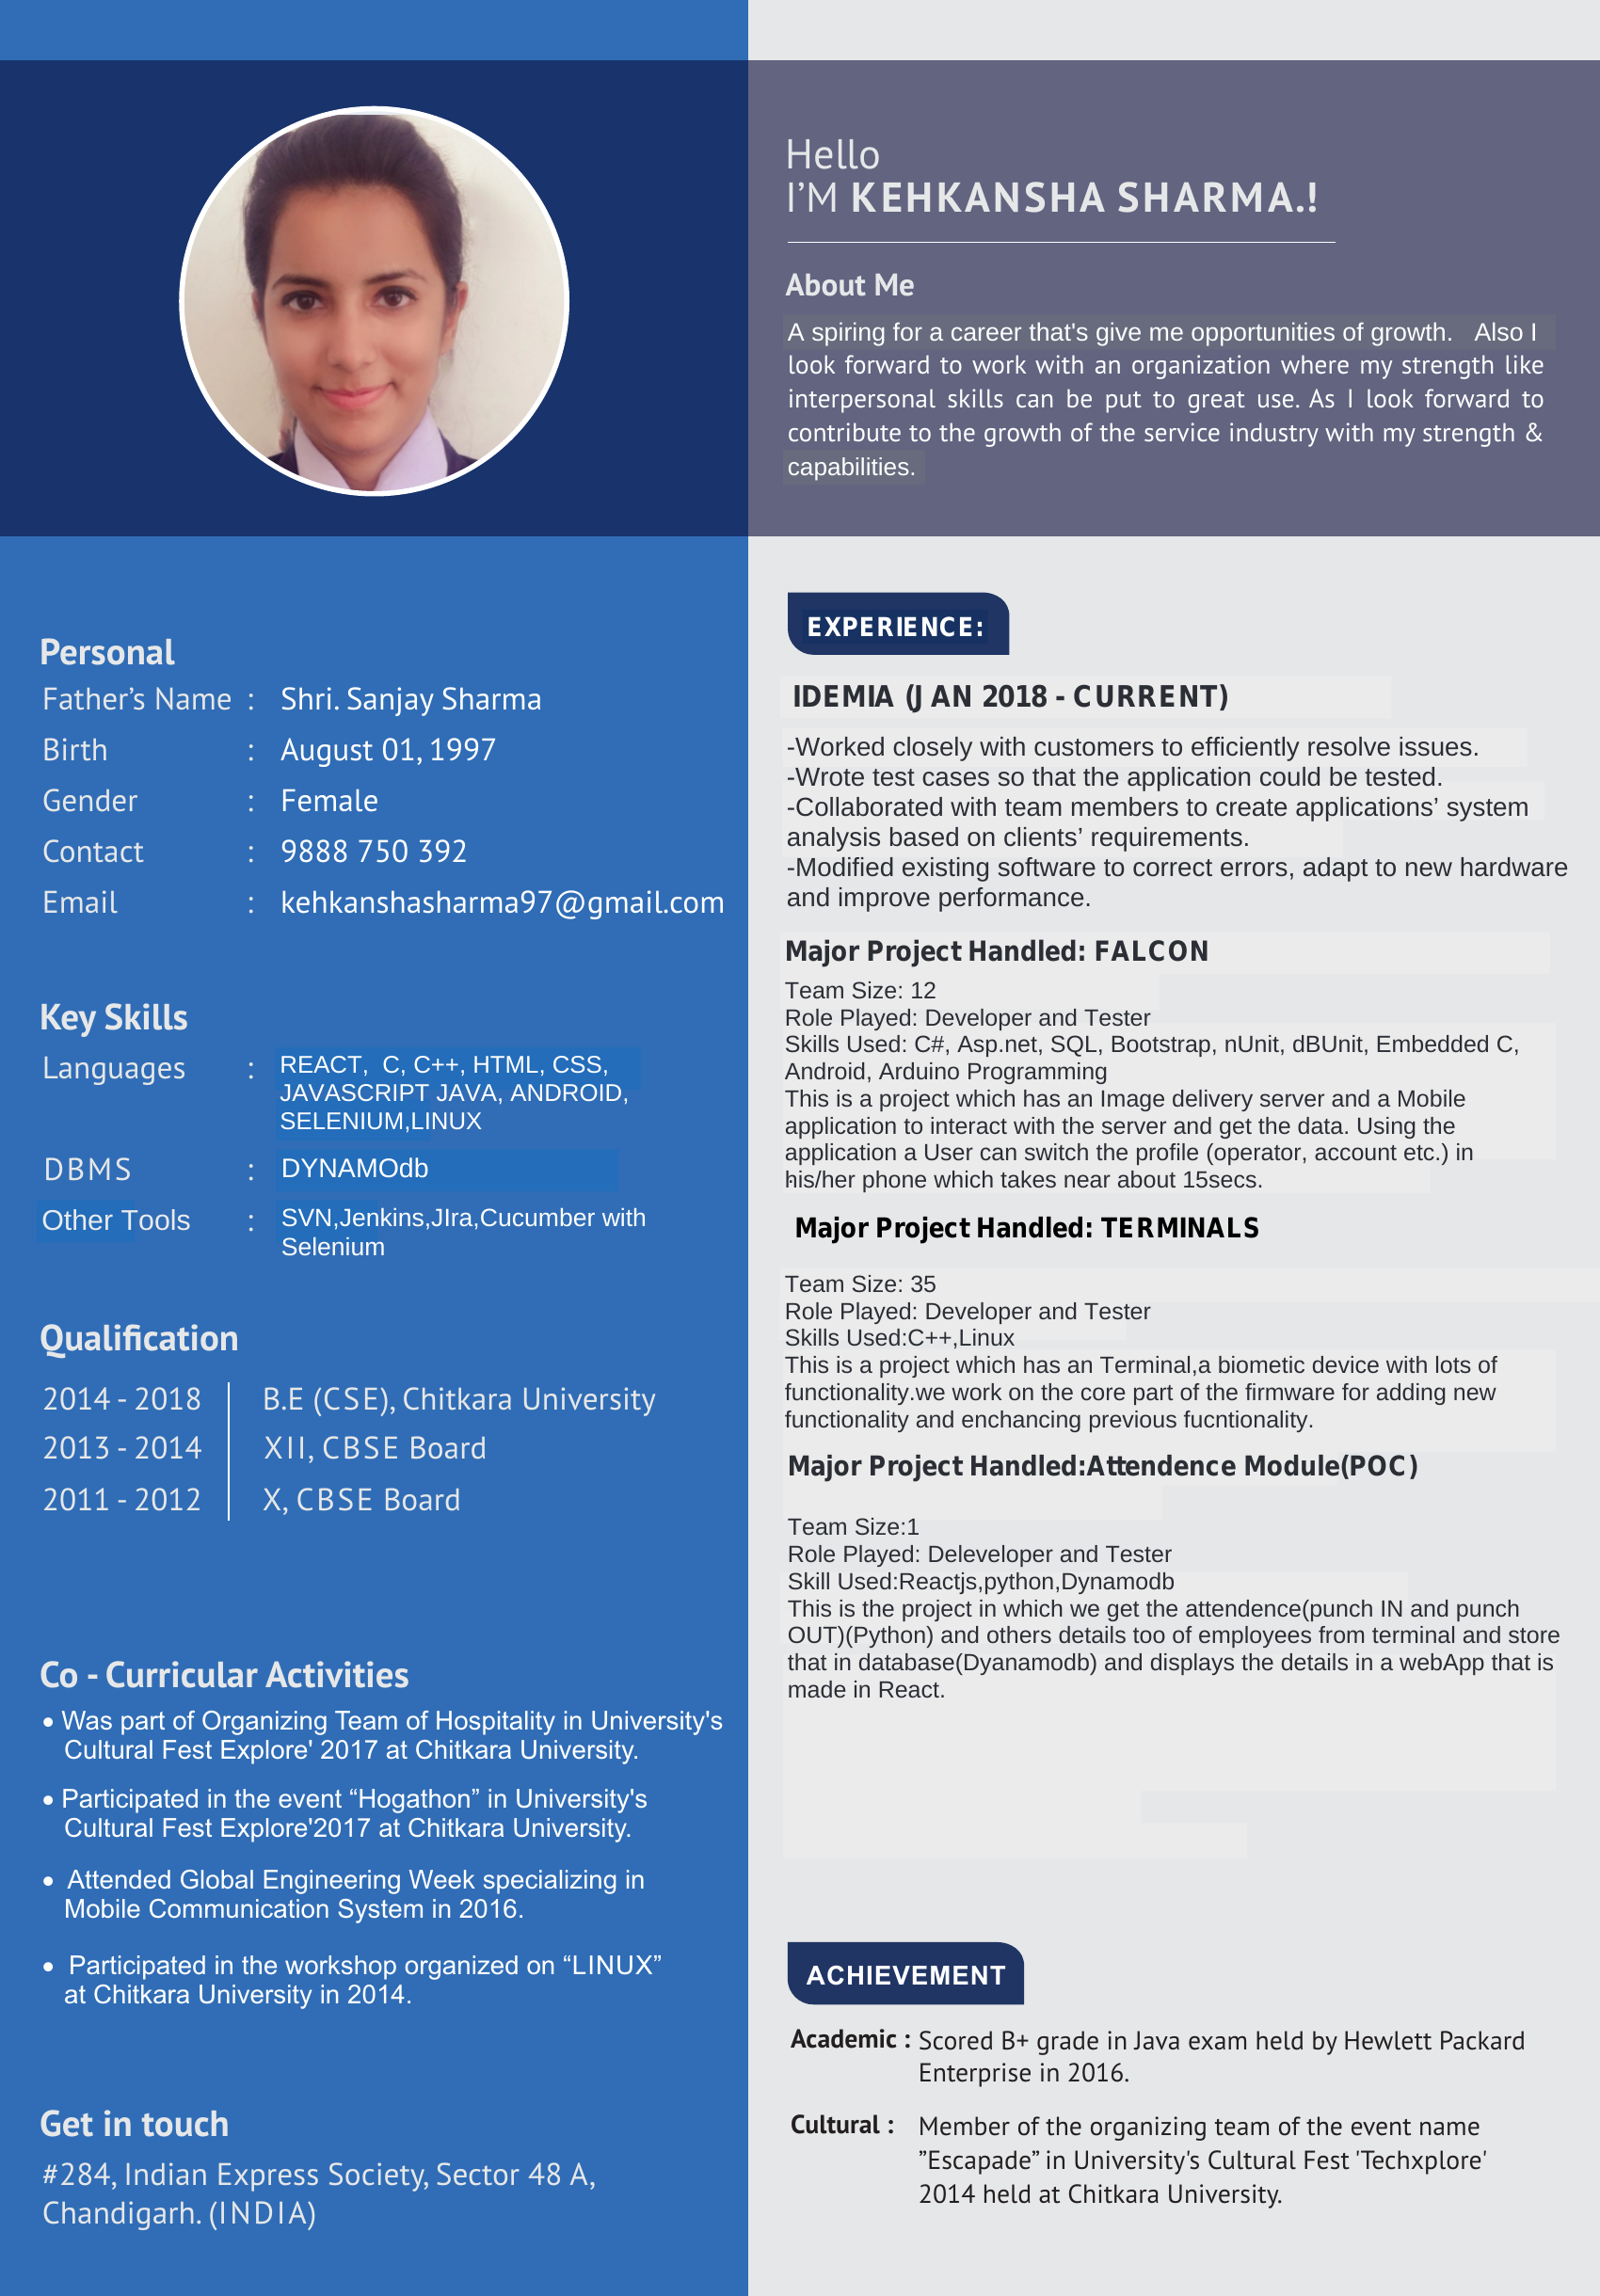 Hello
I’M KEHKANSHA SHARMA.!
About Me
A spiring for a career that's give me opportunities of growth. Also I
look forward to work with an organization where my strength like
interpersonal skills can be put to great use. As I look forward to
contribute to the growth of the service industry with my strength &
capabilities.
Personal
Father’s Name : Shri. Sanjay Sharma
Birth : August 01, 1997
Gender : Female
Contact : 9888 750 392
Email : kehkanshasharma97@gmail.com
Key Skills
Languages : REACT, C, C++, HTML, CSS,
JAVASCRIPT JAVA, ANDROID,
SELENIUM,LINUX
DBMS : DYNAMOdb
Other Tools : SVN,Jenkins,JIra,Cucumber with
Selenium
Qualification
2014 - 2018 B.E (CSE), Chitkara University
2013 - 2014 XII, CBSE Board
2011 - 2012 X, CBSE Board
Co - Curricular Activities
• Was part of Organizing Team of Hospitality in University's
Cultural Fest Explore' 2017 at Chitkara University.
• Participated in the event “Hogathon” in University's
Cultural Fest Explore'2017 at Chitkara University.
• Attended Global Engineering Week specializing in
Mobile Communication System in 2016.
• Participated in the workshop organized on “LINUX”
at Chitkara University in 2014.
Get in touch
#284, Indian Express Society, Sector 48 A,
Chandigarh. (INDIA)
EXPERIENCE:
IDEMIA (J AN 2018 - CURRENT)
-Worked closely with customers to efficiently resolve issues.
-Wrote test cases so that the application could be tested.
-Collaborated with team members to create applications’ system
analysis based on clients’ requirements.
-Modified existing software to correct errors, adapt to new hardware
and improve performance.
Major Project Handled: FALCON
Team Size: 12
Role Played: Developer and Tester
Skills Used: C#, Asp.net, SQL, Bootstrap, nUnit, dBUnit, Embedded C,
Android, Arduino Programming
This is a project which has an Image delivery server and a Mobile
application to interact with the server and get the data. Using the
application a User can switch the profile (operator, account etc.) in
his/her phone which takes near about 15secs.
Major Project Handled: TERMINALS
Team Size: 35
Role Played: Developer and Tester
Skills Used:C++,Linux
This is a project which has an Terminal,a biometic device with lots of
functionality.we work on the core part of the firmware for adding new
functionality and enchancing previous fucntionality.
Major Project Handled:Attendence Module(POC)
Team Size:1
Role Played: Deleveloper and Tester
Skill Used:Reactjs,python,Dynamodb
This is the project in which we get the attendence(punch IN and punch
OUT)(Python) and others details too of employees from terminal and store
that in database(Dyanamodb) and displays the details in a webApp that is
made in React.
ACHIEVEMENT
Academic : Scored B+ grade in Java exam held by Hewlett Packard
Enterprise in 2016.
Cultural : Member of the organizing team of the event name
”Escapade” in University's Cultural Fest 'Techxplore'
2014 held at Chitkara University.